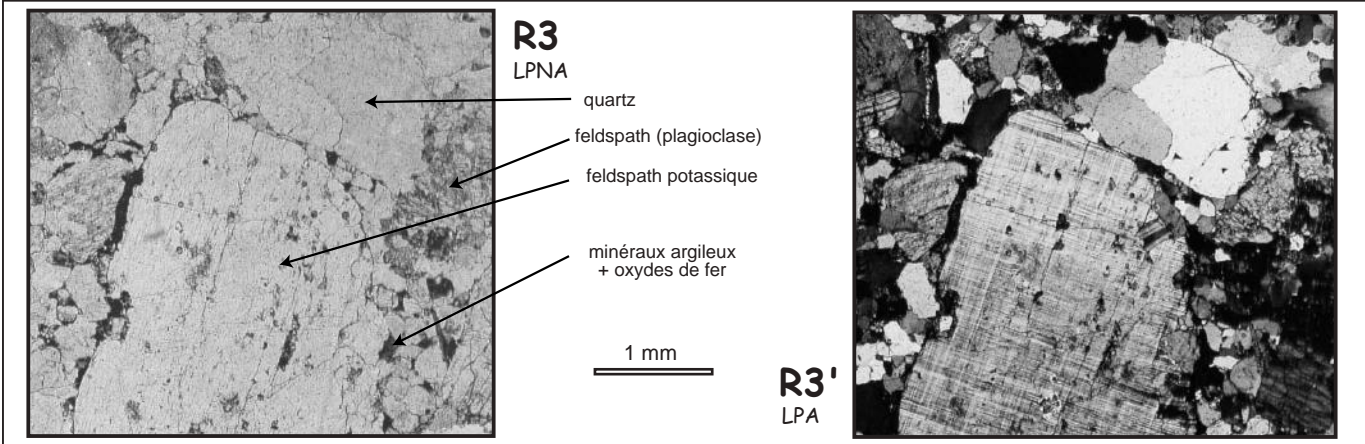 R3
LPNA
quartz
feldspath (plagioclase)
feldspath potassique
minéraux argileux
+ oxydes de fer
1 mm
R3'
LPA